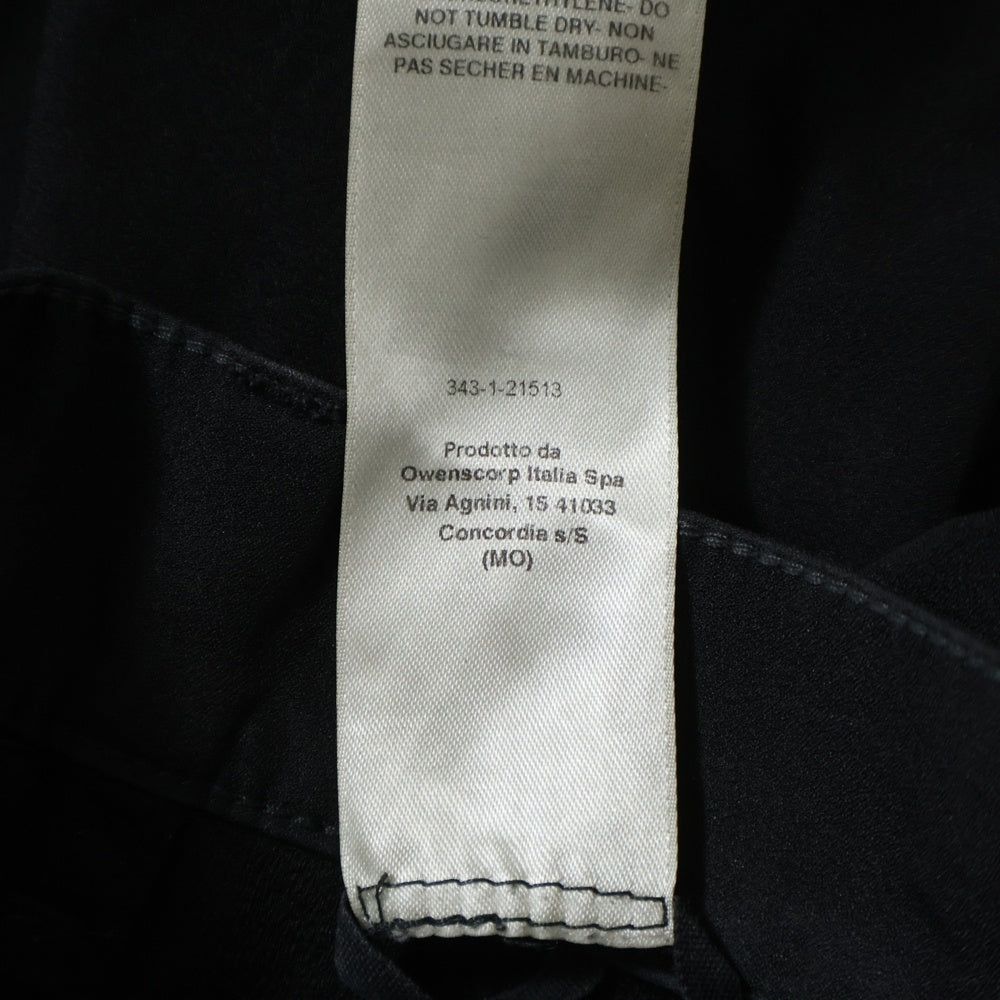 DO
NOT TUMBLE DRY- NON
ASCIUGARE IN TAMBURO- NE
PAS SECHER EN MACHINE-
343-1-21513
Prodotto da
Owenscorp Italia Spa
Via Agnini, 15 41033
Concordia s/S
(MO)